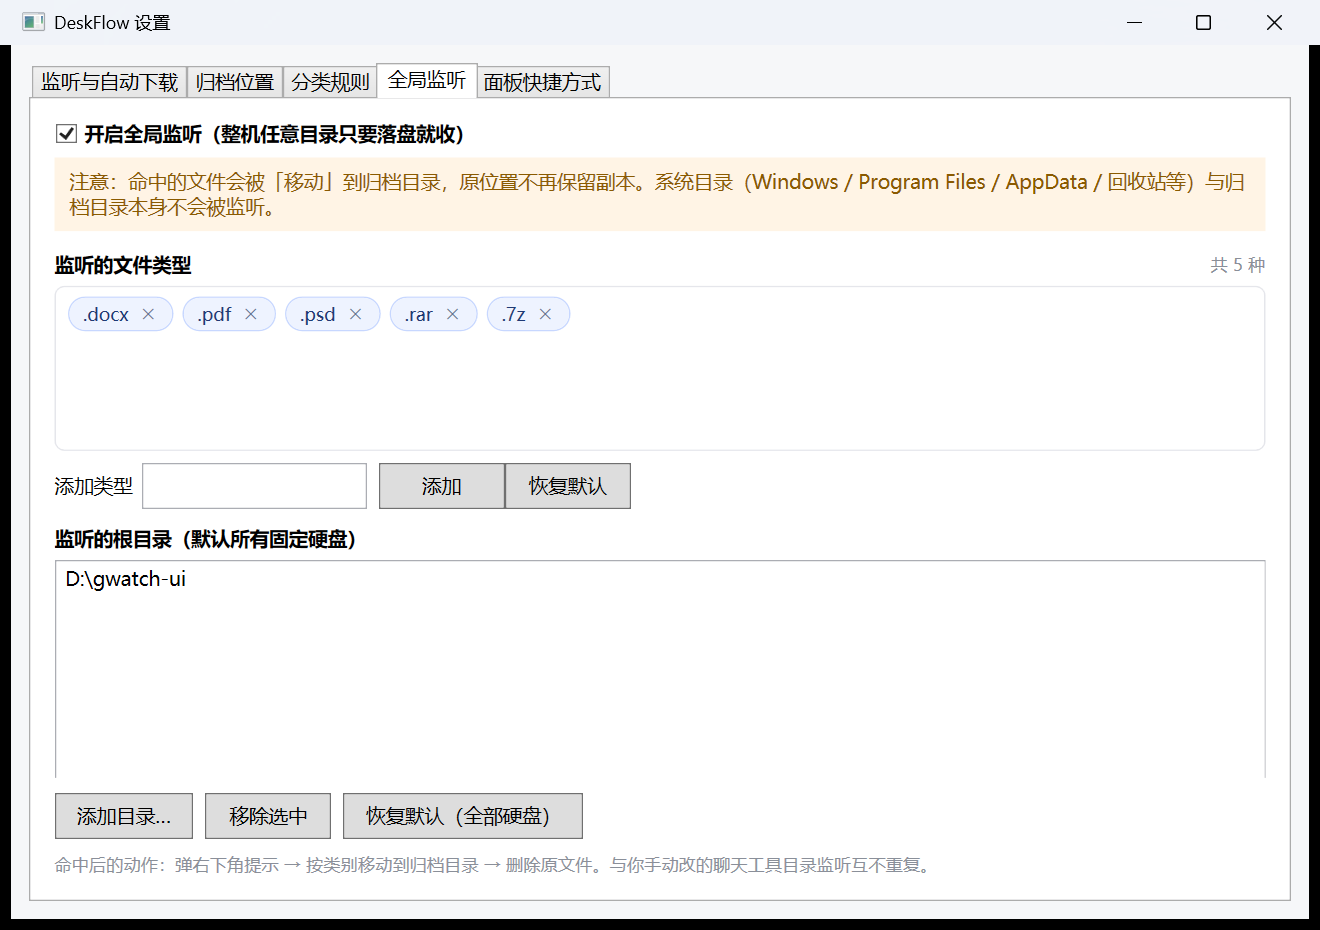 DeskFlow 设置
监听与自动下载 归档位置 分类规则 全局监听 面板快捷方式
开启全局监听（整机任意目录只要落盘就收）
注意：命中的文件会被「移动」到归档目录，原位置不再保留副本。系统目录（Windows / Program Files / AppData / 回收站等）与归
档目录本身不会被监听。
监听的文件类型 共 5 种
.docx × .pdf × .psd × .rar × .7z ×
添加类型 添加 恢复默认
监听的根目录（默认所有固定硬盘）
D:\gwatch-ui
添加目录... 移除选中 恢复默认（全部硬盘）
命中后的动作：弹右下角提示 → 按类别移动到归档目录 → 删除原文件。与你手动改的聊天工具目录监听互不重复。